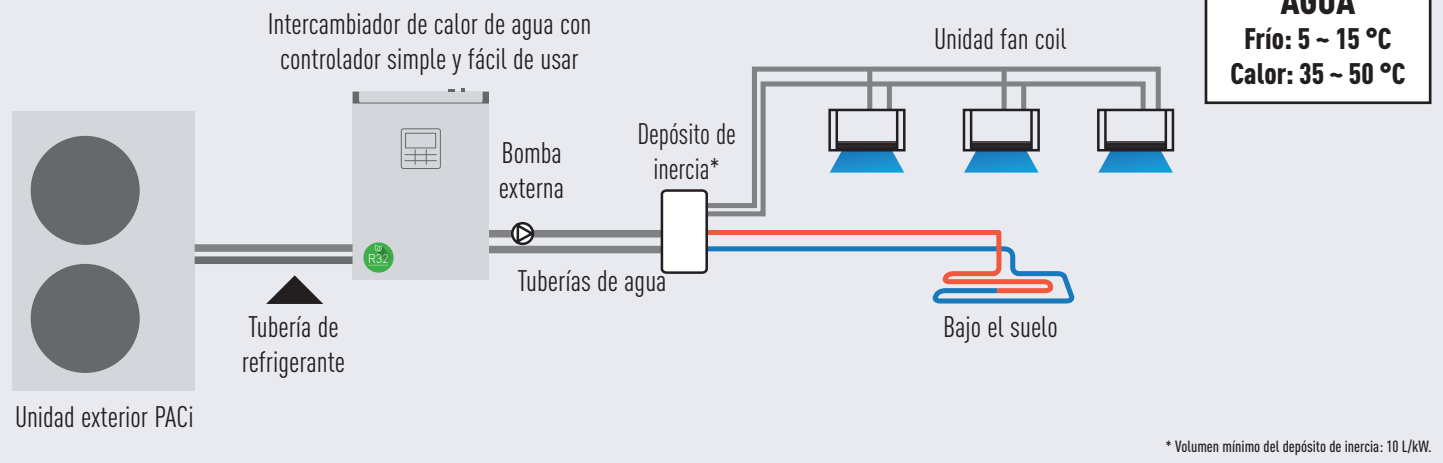 AGUA
Frío: 5 ~ 15 °C
Calor: 35 ~ 50 °C
Intercambiador de calor de agua con
controlador simple y fácil de usar
Unidad fan coil
Depósito de
inercia*
Bomba
externa
R32
Tuberías de agua
Tubería de
refrigerante
Bajo el suelo
Unidad exterior PACi
* Volumen mínimo del depósito de inercia: 10 L/kW.